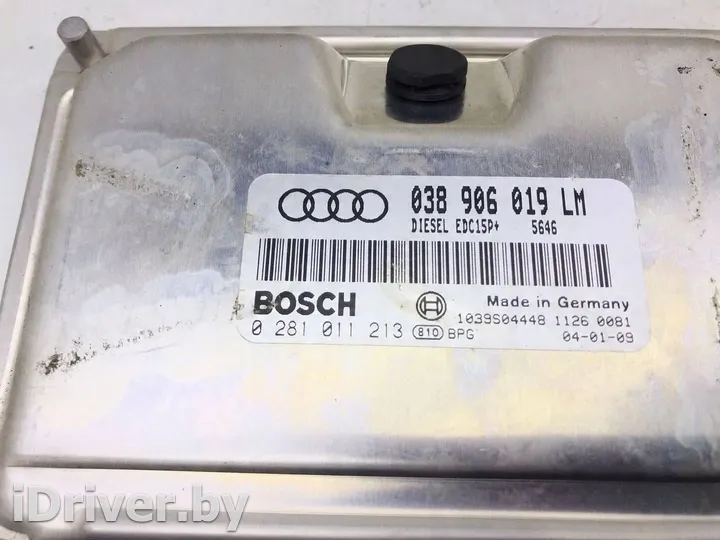 038 906 019 LM
DIESEL EDC15P+ 5646
BOSCH
Made in Germany
1039S04448 1126 0081
0 281 011 213 810 BPG 04-01-09
iDriver.by